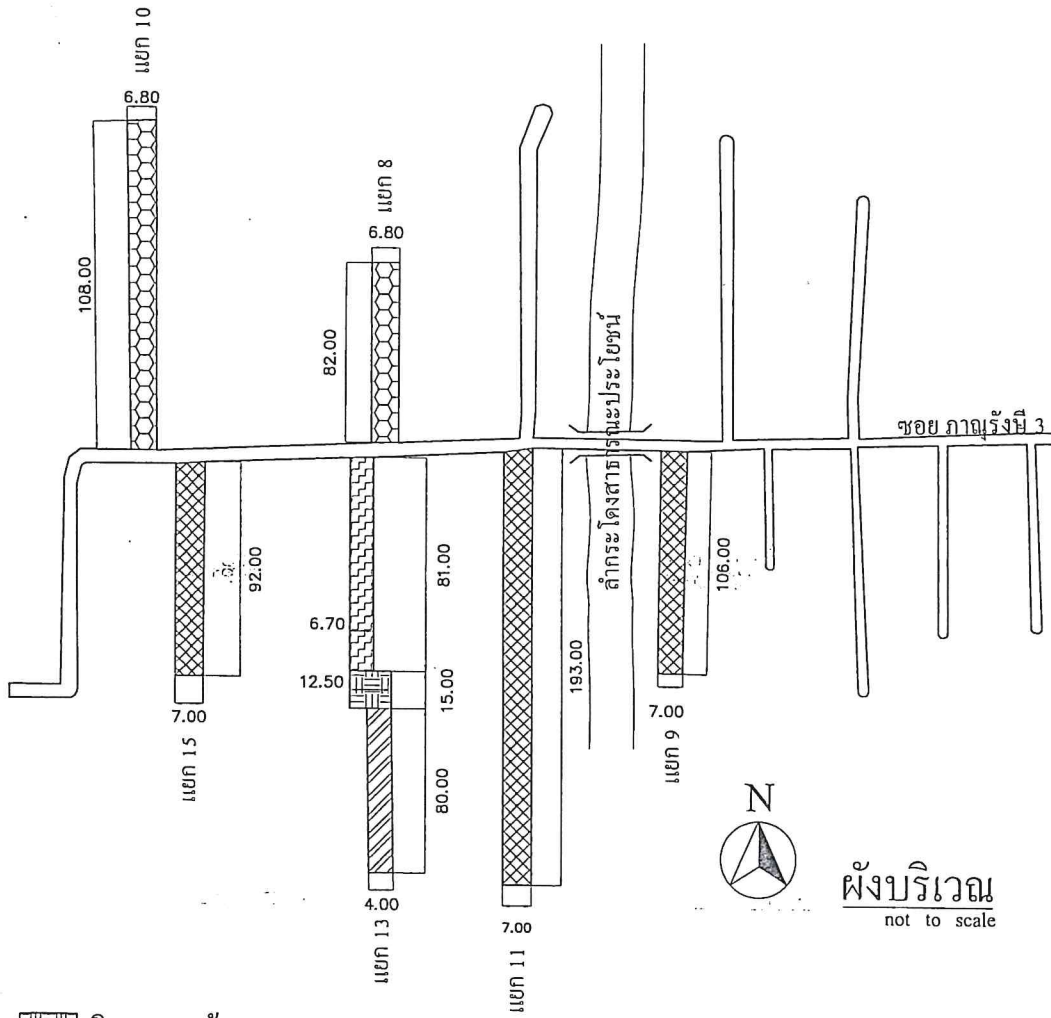 แยก 10
6.80
108.00
แยก 8
6.80
82.00
ลำกระโดงสาธารณะประโยชน์
ซอย ภาณุรังษี 3
92.00
7.00
แยก 15
81.00
6.70
12.50
15.00
80.00
4.00
แยก 13
193.00
7.00
แยก 11
106.00
7.00
แยก 9
N
ผังบริเวณ
not to scale